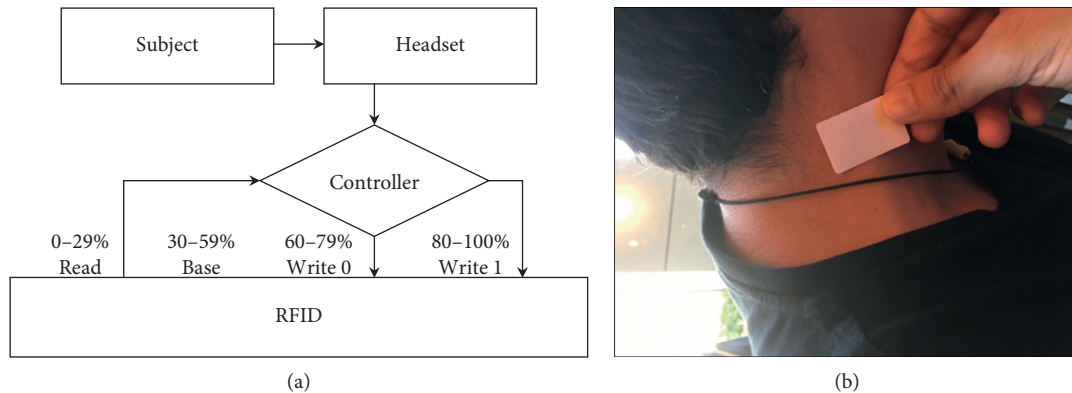 Subject
Headset
Controller
0–29%
Read
30–59%
Base
60–79%
Write 0
80–100%
Write 1
RFID
(a)
(b)